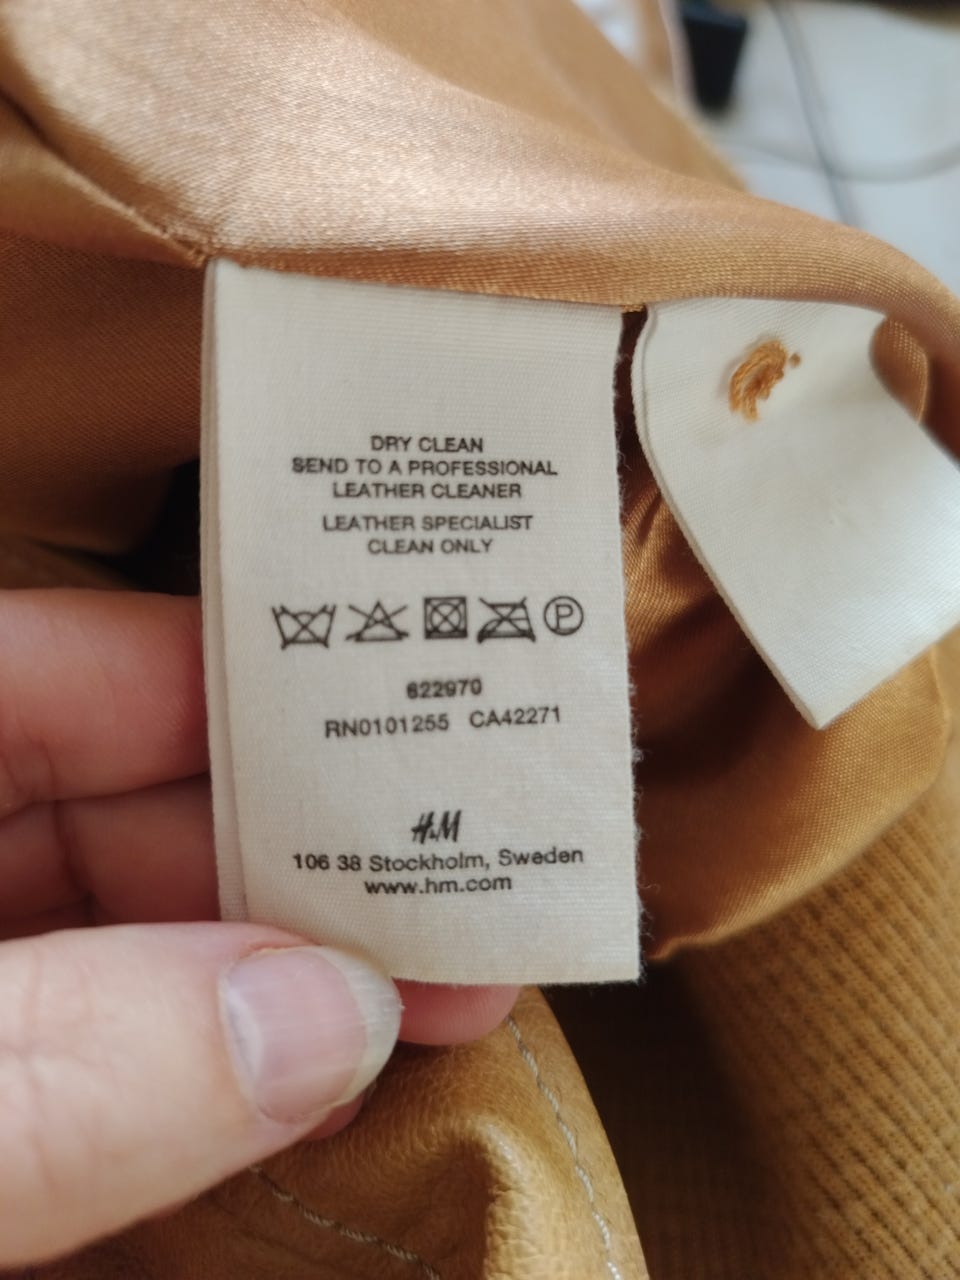 DRY CLEAN
SEND TO A PROFESSIONAL
LEATHER CLEANER
LEATHER SPECIALIST
CLEAN ONLY
P
622970
RN0101255 CA42271
H&M
106 38 Stockholm, Sweden
www.hm.com